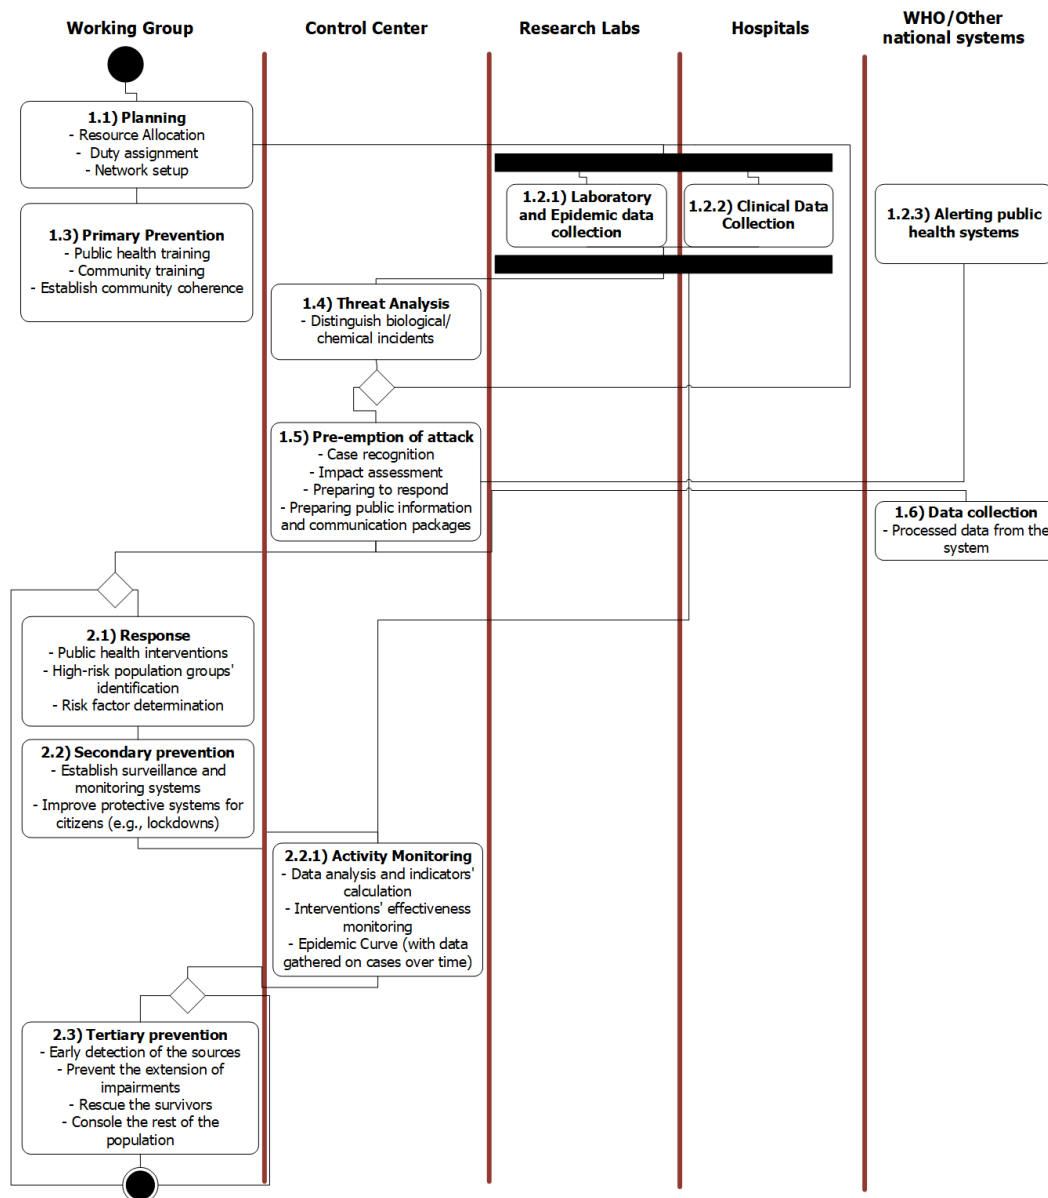 Working Group
Control Center
Research Labs
Hospitals
WHO/Other
national systems
1.1) Planning
- Resource Allocation
- Duty assignment
- Network setup
1.2.1) Laboratory
and Epidemic data
collection
1.2.2) Clinical Data
Collection
1.2.3) Alerting public
health systems
1.3) Primary Prevention
- Public health training
- Community training
- Establish community coherence
1.4) Threat Analysis
- Distinguish biological/
chemical incidents
1.5) Pre-emption of attack
- Case recognition
- Impact assessment
- Preparing to respond
- Preparing public information
and communication packages
1.6) Data collection
- Processed data from the
system
2.1) Response
- Public health interventions
- High-risk population groups'
identification
- Risk factor determination
2.2) Secondary prevention
- Establish surveillance and
monitoring systems
- Improve protective systems for
citizens (e.g., lockdowns)
2.2.1) Activity Monitoring
- Data analysis and indicators'
calculation
- Interventions' effectiveness
monitoring
- Epidemic Curve (with data
gathered on cases over time)
2.3) Tertiary prevention
- Early detection of the sources
- Prevent the extension of
impairments
- Rescue the survivors
- Console the rest of the
population